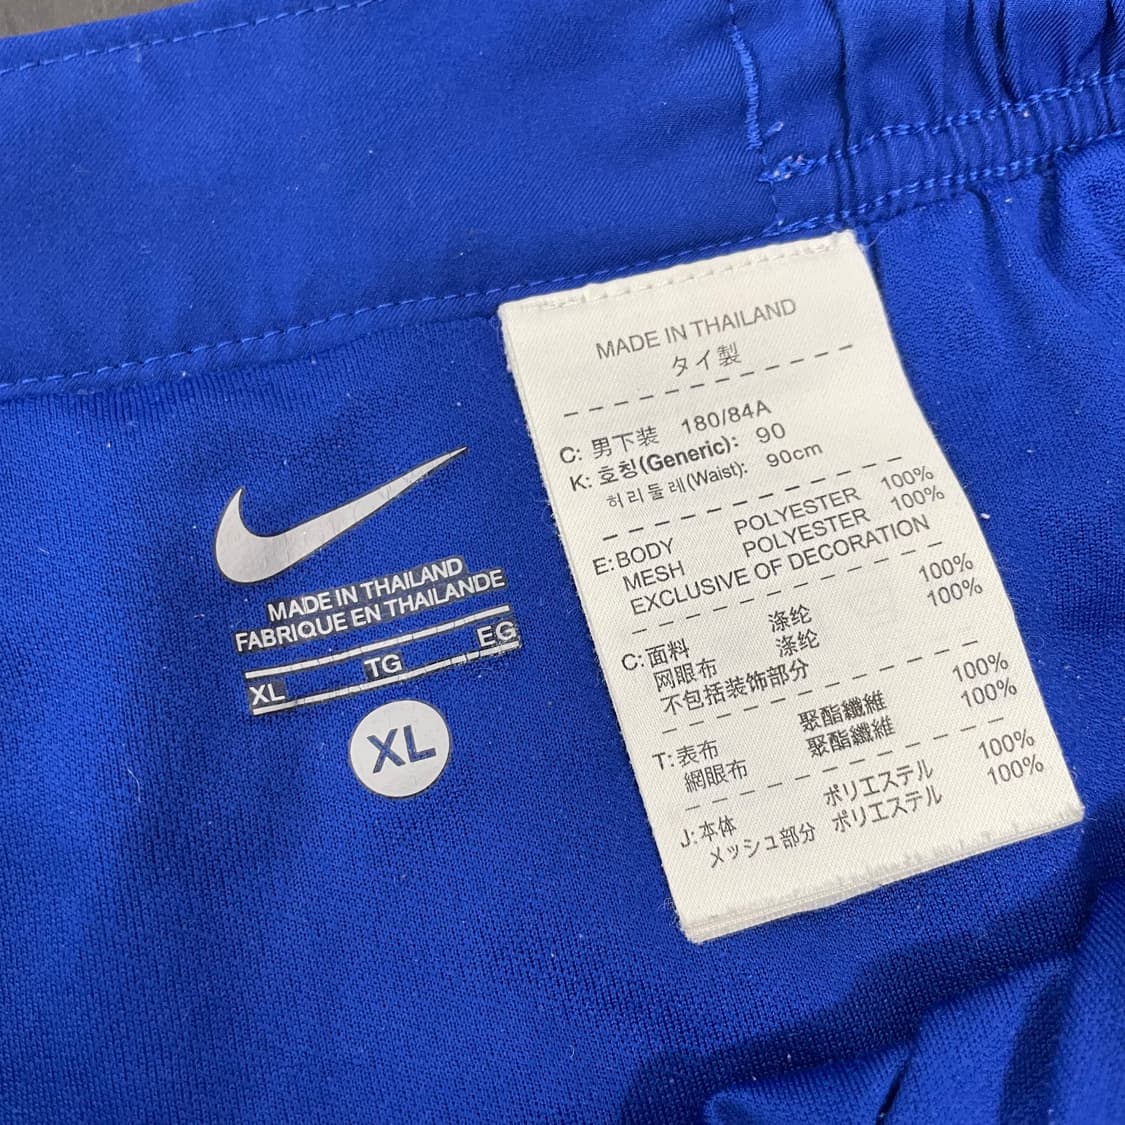 MADE IN THAILAND
FABRIQUE EN THAILANDE
XL TG EG
XL
MADE IN THAILAND
タイ製
C: 男下装 180/84A
K: 호칭(Generic): 90
허리둘레(Waist): 90cm
E: BODY POLYESTER 100%
MESH POLYESTER 100%
EXCLUSIVE OF DECORATION
C: 面料 涤纶 100%
网眼布 涤纶 100%
不包括装饰部分
T: 表布 聚酯纖維 100%
網眼布 聚酯纖維 100%
J: 本体 ポリエステル 100%
メッシュ部分 ポリエステル 100%